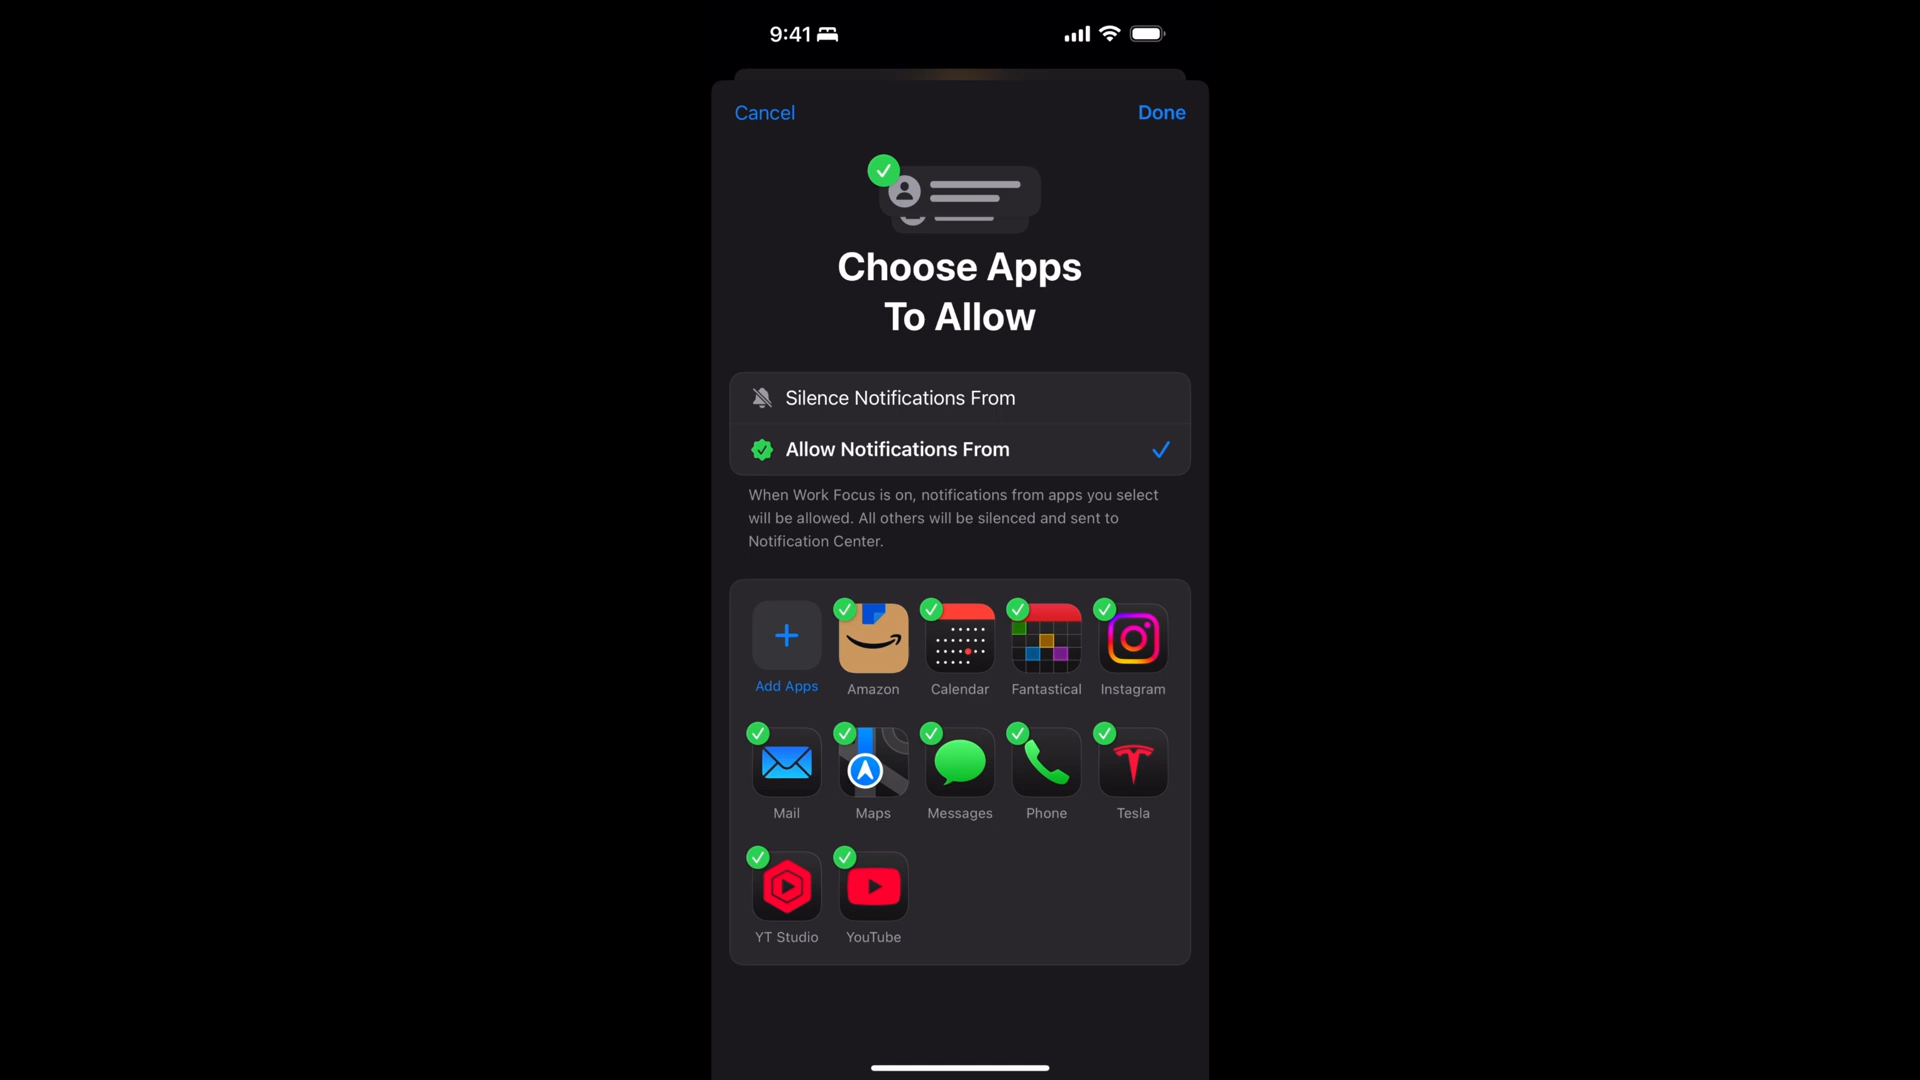 9:41
Cancel
Done
Choose Apps
To Allow
Silence Notifications From
Allow Notifications From
When Work Focus is on, notifications from apps you select
will be allowed. All others will be silenced and sent to
Notification Center.
Add Apps
Amazon
Calendar
Fantastical
Instagram
Mail
Maps
Messages
Phone
Tesla
YT Studio
YouTube